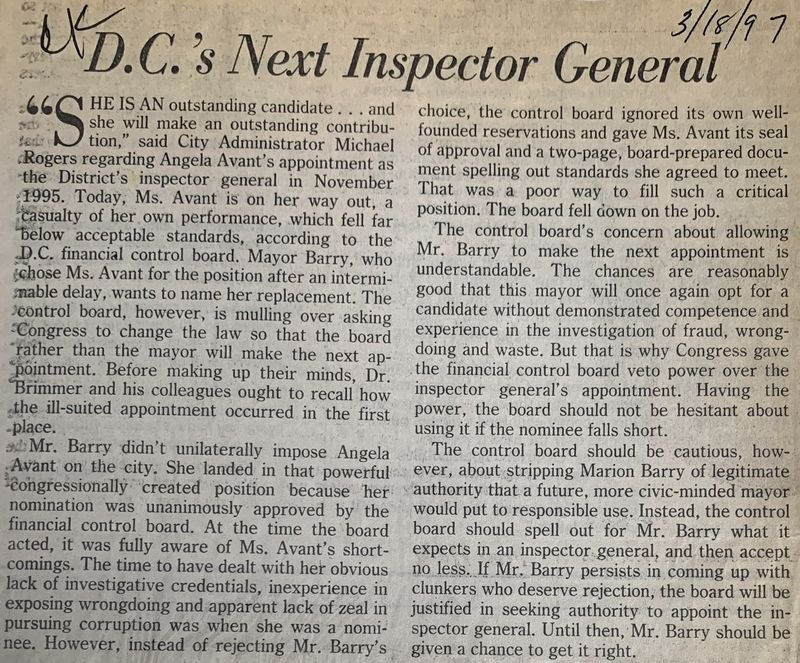 3/18/97
D.C.'s Next Inspector General
“SHE IS AN outstanding candidate . . . and
she will make an outstanding contribu-
tion,” said City Administrator Michael
Rogers regarding Angela Avant's appointment as
the District's inspector general in November
1995. Today, Ms. Avant is on her way out, a
casualty of her own performance, which fell far
below acceptable standards, according to the
D.C. financial control board. Mayor Barry, who
chose Ms. Avant for the position after an intermi-
nable delay, wants to name her replacement. The
control board, however, is mulling over asking
Congress to change the law so that the board
rather than the mayor will make the next ap-
pointment. Before making up their minds, Dr.
Brimmer and his colleagues ought to recall how
the ill-suited appointment occurred in the first
place.
Mr. Barry didn't unilaterally impose Angela
Avant on the city. She landed in that powerful
congressionally created position because her
nomination was unanimously approved by the
financial control board. At the time the board
acted, it was fully aware of Ms. Avant's short-
comings. The time to have dealt with her obvious
lack of investigative credentials, inexperience in
exposing wrongdoing and apparent lack of zeal in
pursuing corruption was when she was a nomi-
nee. However, instead of rejecting Mr. Barry's
choice, the control board ignored its own well-
founded reservations and gave Ms. Avant its seal
of approval and a two-page, board-prepared docu-
ment spelling out standards she agreed to meet.
That was a poor way to fill such a critical
position. The board fell down on the job.
The control board's concern about allowing
Mr. Barry to make the next appointment is
understandable. The chances are reasonably
good that this mayor will once again opt for a
candidate without demonstrated competence and
experience in the investigation of fraud, wrong-
doing and waste. But that is why Congress gave
the financial control board veto power over the
inspector general's appointment. Having the
power, the board should not be hesitant about
using it if the nominee falls short.
The control board should be cautious, how-
ever, about stripping Marion Barry of legitimate
authority that a future, more civic-minded mayor
would put to responsible use. Instead, the control
board should spell out for Mr. Barry what it
expects in an inspector general, and then accept
no less. If Mr. Barry persists in coming up with
clunkers who deserve rejection, the board will be
justified in seeking authority to appoint the in-
spector general. Until then, Mr. Barry should be
given a chance to get it right.